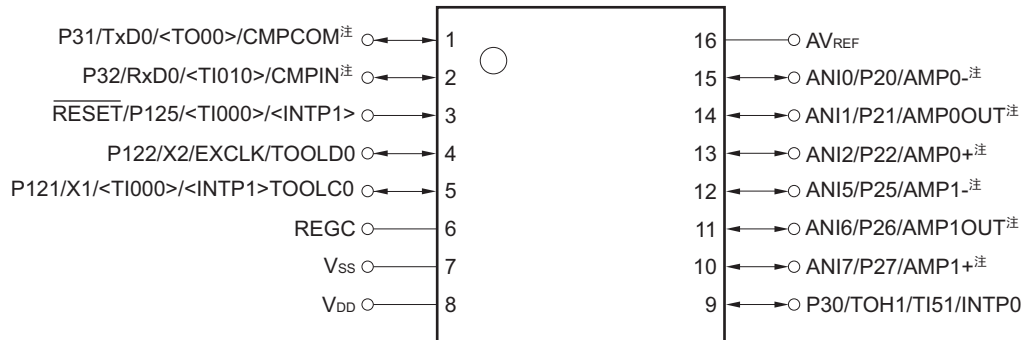 P31/TxD0/<TO00>/CMPCOM注 1 16 AVREF
P32/RxD0/<TI010>/CMPIN注 2 15 ANI0/P20/AMP0-注
RESET/P125/<TI000>/<INTP1> 3 14 ANI1/P21/AMP0OUT注
P122/X2/EXCLK/TOOLD0 4 13 ANI2/P22/AMP0+注
P121/X1/<TI000>/<INTP1>TOOLC0 5 12 ANI5/P25/AMP1-注
REGC 6 11 ANI6/P26/AMP1OUT注
VSS 7 10 ANI7/P27/AMP1+注
VDD 8 9 P30/TOH1/TI51/INTP0